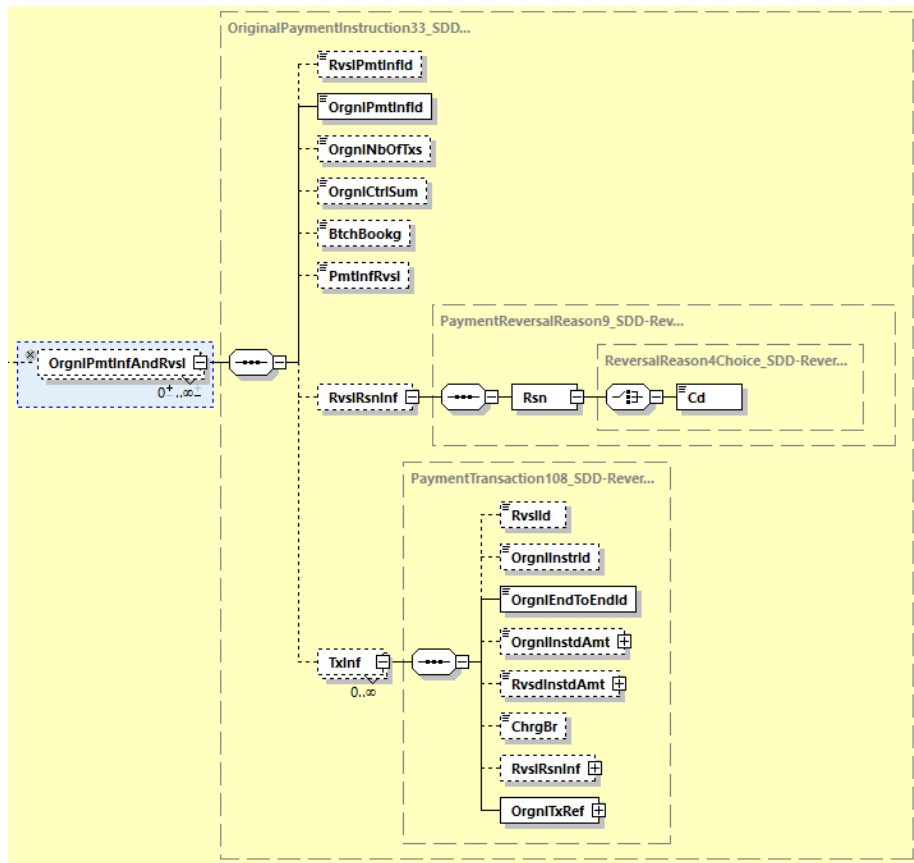 OriginalPaymentInstruction33_SDD...
RvslPmtInfId
OrgnlPmtInfId
OrgnlNbOfTxs
OrgnlCtrlSum
BtchBookg
PmtInfRvsl
PaymentReversalReason9_SDD-Rev...
ReversalReason4Choice_SDD-Rever...
OrgnlPmtInfAndRvsl
0..∞
RvslRsnInf
Rsn
Cd
PaymentTransaction108_SDD-Rever...
RvslId
OrgnlInstrId
OrgnlEndToEndId
OrgnlInstdAmt
TxInf
0..∞
RvsdInstdAmt
ChrgBr
RvslRsnInf
OrgnlTxRef